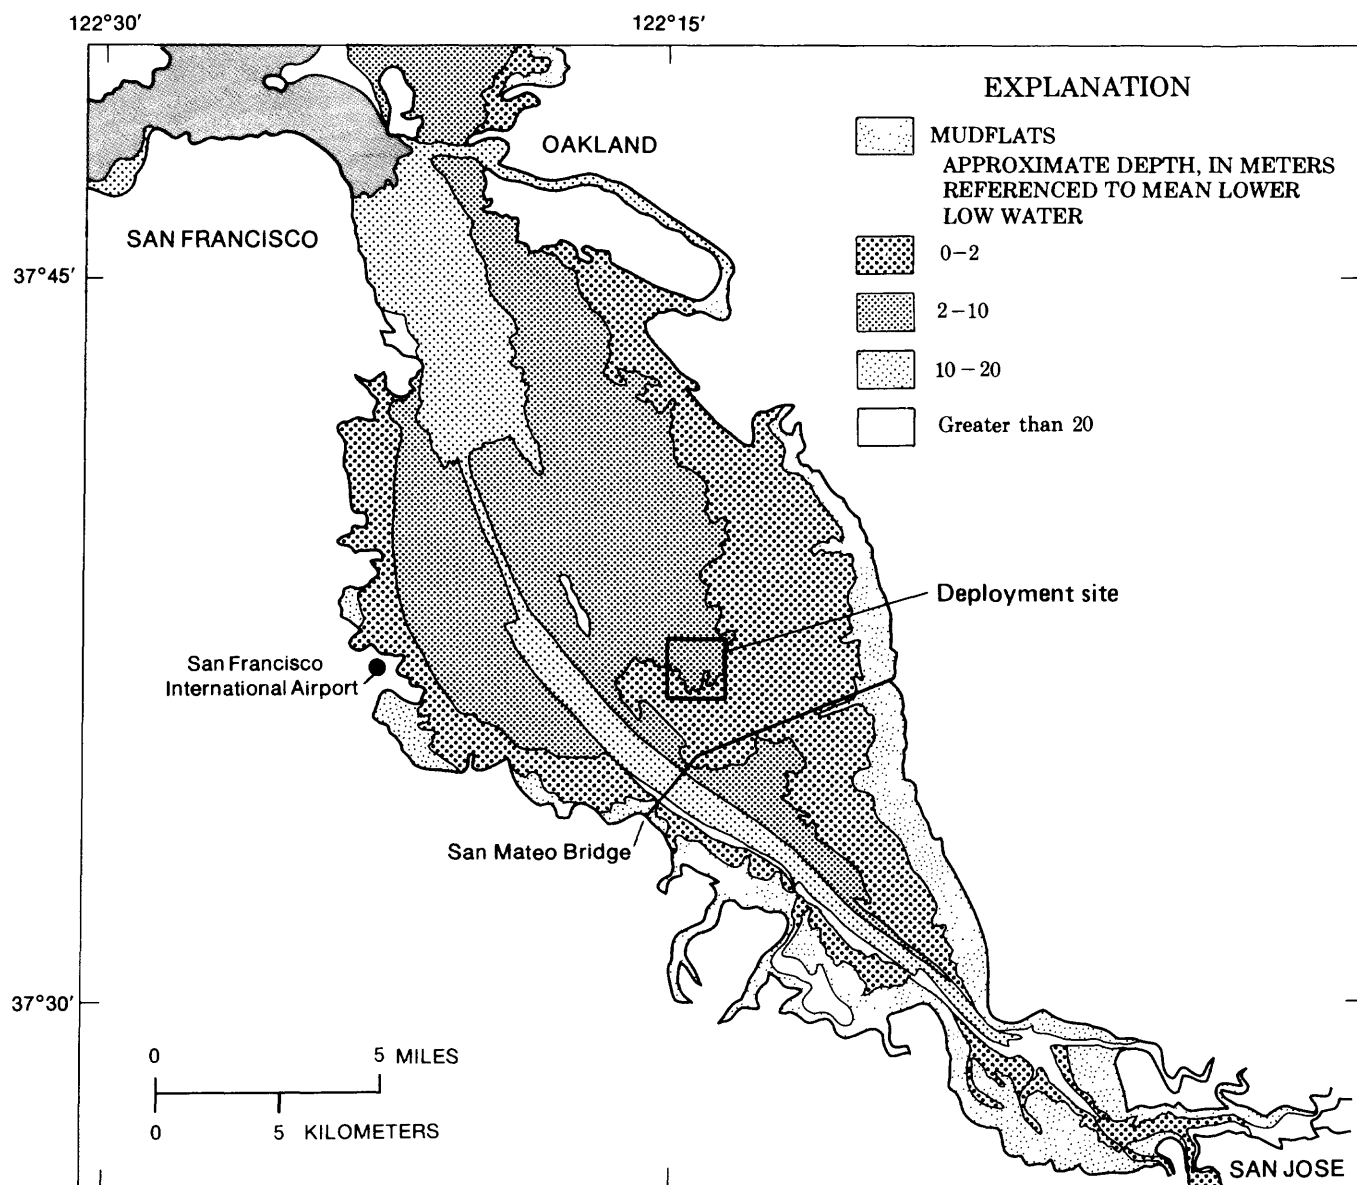 122°30′
122°15′
EXPLANATION
MUDFLATS
APPROXIMATE DEPTH, IN METERS
REFERENCED TO MEAN LOWER
LOW WATER
0–2
2–10
10–20
Greater than 20
OAKLAND
SAN FRANCISCO
37°45′
Deployment site
San Francisco
International Airport
San Mateo Bridge
37°30′
0 5 MILES
0 5 KILOMETERS
SAN JOSE